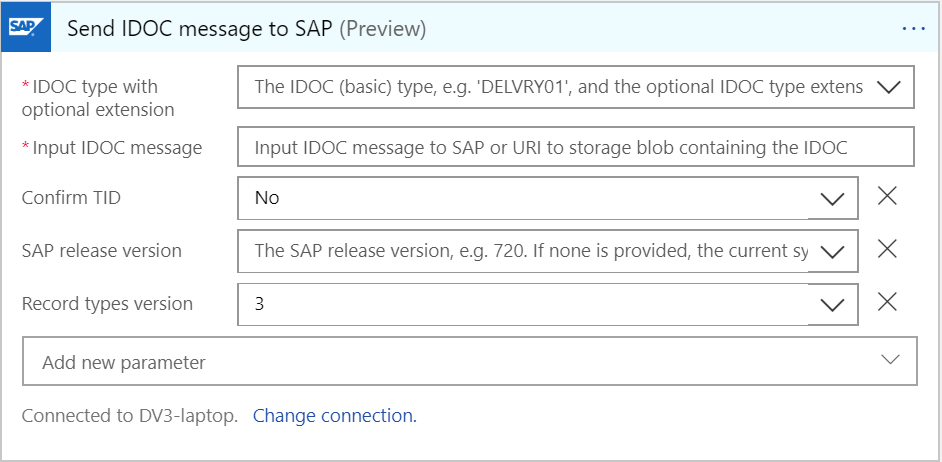 SAP Send IDOC message to SAP (Preview) ...
* IDOC type with
optional extension
The IDOC (basic) type, e.g. 'DELVRY01', and the optional IDOC type extens
* Input IDOC message
Input IDOC message to SAP or URI to storage blob containing the IDOC
Confirm TID
No
SAP release version
The SAP release version, e.g. 720. If none is provided, the current sy
Record types version
3
Add new parameter
Connected to DV3-laptop. Change connection.